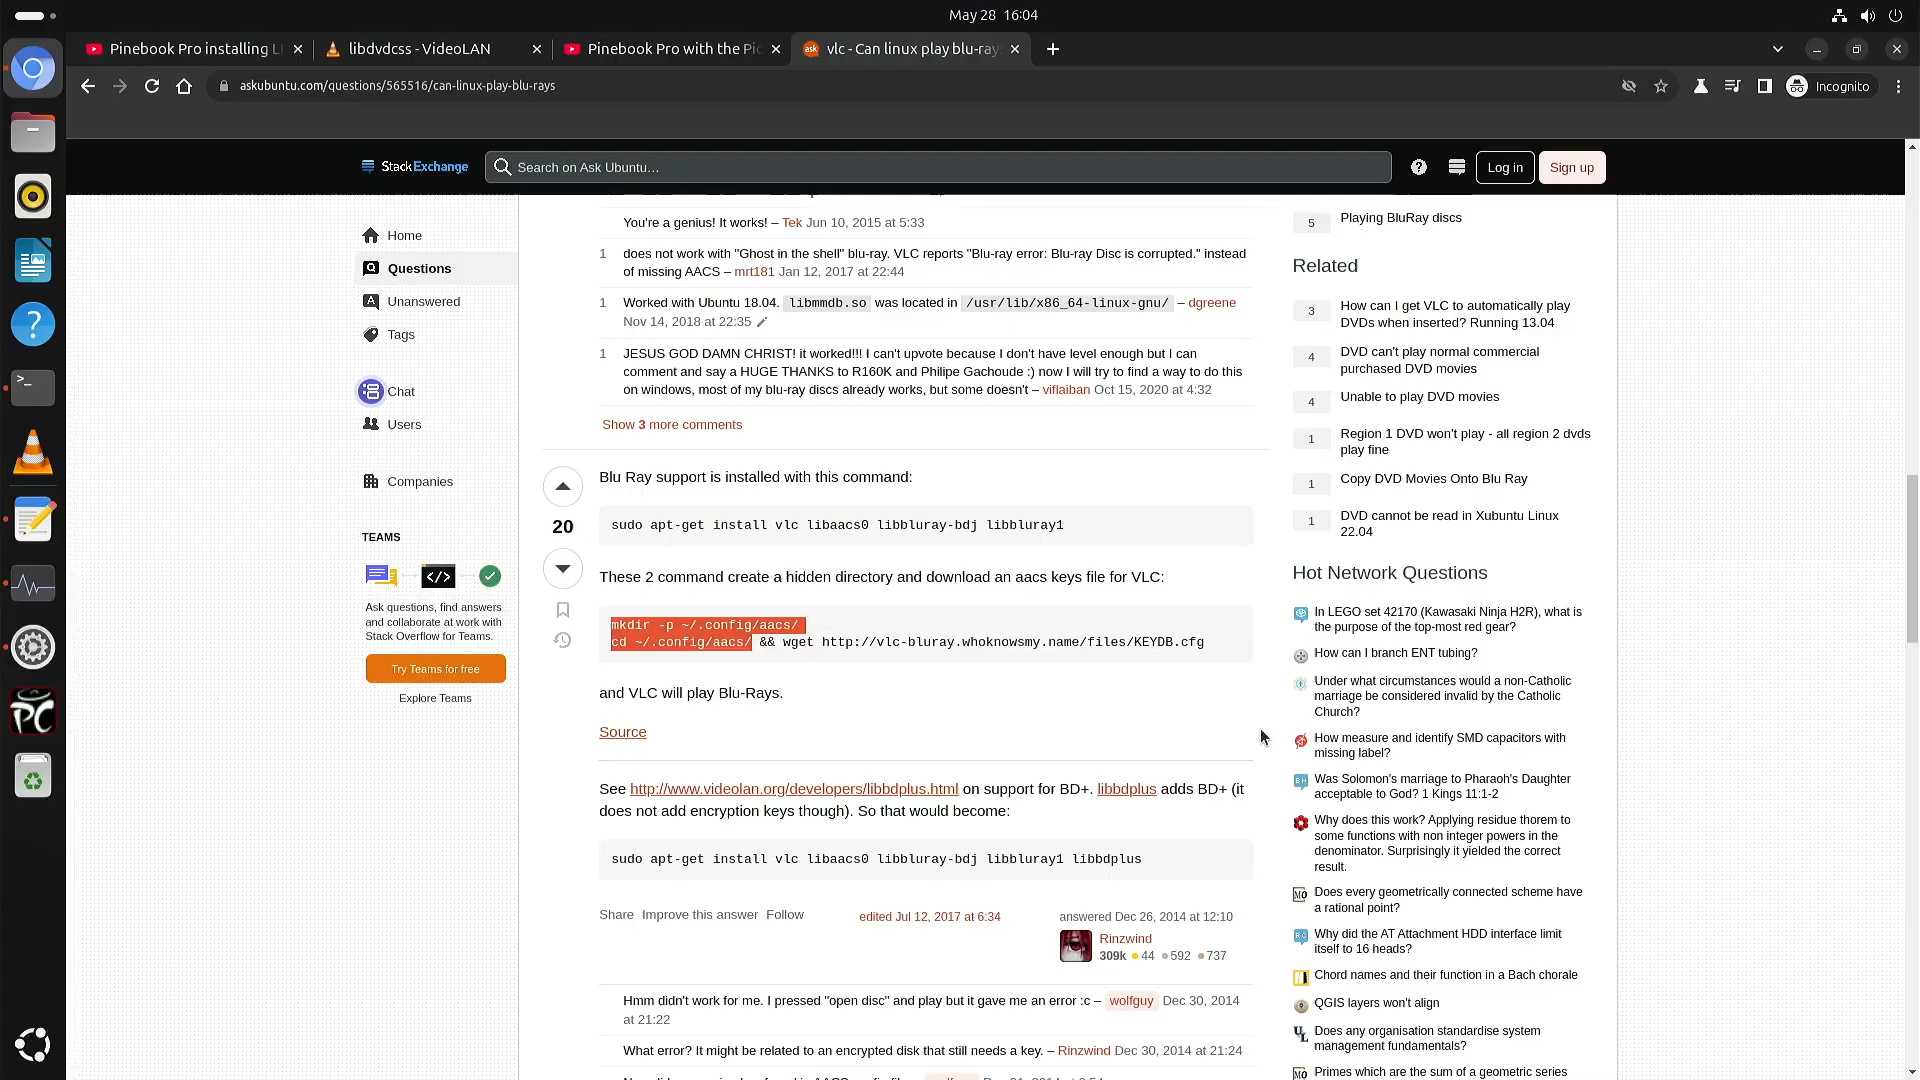 May 28 16:04
Pinebook Pro installing Li
libdvdcss - VideoLAN
Pinebook Pro with the Pic
vlc - Can linux play blu-rays
askubuntu.com/questions/565516/can-linux-play-blu-rays
Incognito
StackExchange
Search on Ask Ubuntu…
Log in
Sign up
Home
Questions
Unanswered
Tags
Chat
Users
Companies
TEAMS
Ask questions, find answers
and collaborate at work with
Stack Overflow for Teams.
Try Teams for free
Explore Teams
You're a genius! It works! – Tek Jun 10, 2015 at 5:33
1 does not work with "Ghost in the shell" blu-ray. VLC reports "Blu-ray error: Blu-ray Disc is corrupted." instead
of missing AACS – mrt181 Jan 12, 2017 at 22:44
1 Worked with Ubuntu 18.04. libmmdb.so was located in /usr/lib/x86_64-linux-gnu/ – dgreene
Nov 14, 2018 at 22:35
1 JESUS GOD DAMN CHRIST! it worked!!! I can't upvote because I don't have level enough but I can
comment and say a HUGE THANKS to R160K and Philipe Gachoude :) now I will try to find a way to do this
on windows, most of my blu-ray discs already works, but some doesn't – viflaiban Oct 15, 2020 at 4:32
Show 3 more comments
20
Blu Ray support is installed with this command:
sudo apt-get install vlc libaacs0 libbluray-bdj libbluray1
These 2 command create a hidden directory and download an aacs keys file for VLC:
mkdir -p ~/.config/aacs/
cd ~/.config/aacs/ && wget http://vlc-bluray.whoknowsmy.name/files/KEYDB.cfg
and VLC will play Blu-Rays.
Source
See http://www.videolan.org/developers/libbdplus.html on support for BD+. libbdplus adds BD+ (it
does not add encryption keys though). So that would become:
sudo apt-get install vlc libaacs0 libbluray-bdj libbluray1 libbdplus
Share Improve this answer Follow
edited Jul 12, 2017 at 6:34
answered Dec 26, 2014 at 12:10
Rinzwind
309k 44 592 737
Hmm didn't work for me. I pressed "open disc" and play but it gave me an error :c – wolfguy Dec 30, 2014
at 21:22
What error? It might be related to an encrypted disk that still needs a key. – Rinzwind Dec 30, 2014 at 21:24
5 Playing BluRay discs
Related
3 How can I get VLC to automatically play
DVDs when inserted? Running 13.04
4 DVD can't play normal commercial
purchased DVD movies
4 Unable to play DVD movies
1 Region 1 DVD won't play - all region 2 dvds
play fine
1 Copy DVD Movies Onto Blu Ray
1 DVD cannot be read in Xubuntu Linux
22.04
Hot Network Questions
In LEGO set 42170 (Kawasaki Ninja H2R), what is
the purpose of the top-most red gear?
How can I branch ENT tubing?
Under what circumstances would a non-Catholic
marriage be considered invalid by the Catholic
Church?
How measure and identify SMD capacitors with
missing label?
Was Solomon's marriage to Pharaoh's Daughter
acceptable to God? 1 Kings 11:1-2
Why does this work? Applying residue thorem to
some functions with non integer powers in the
denominator. Surprisingly it yielded the correct
result.
Does every geometrically connected scheme have
a rational point?
Why did the AT Attachment HDD interface limit
itself to 16 heads?
Chord names and their function in a Bach chorale
QGIS layers won't align
Does any organisation standardise system
management fundamentals?
Primes which are the sum of a geometric series